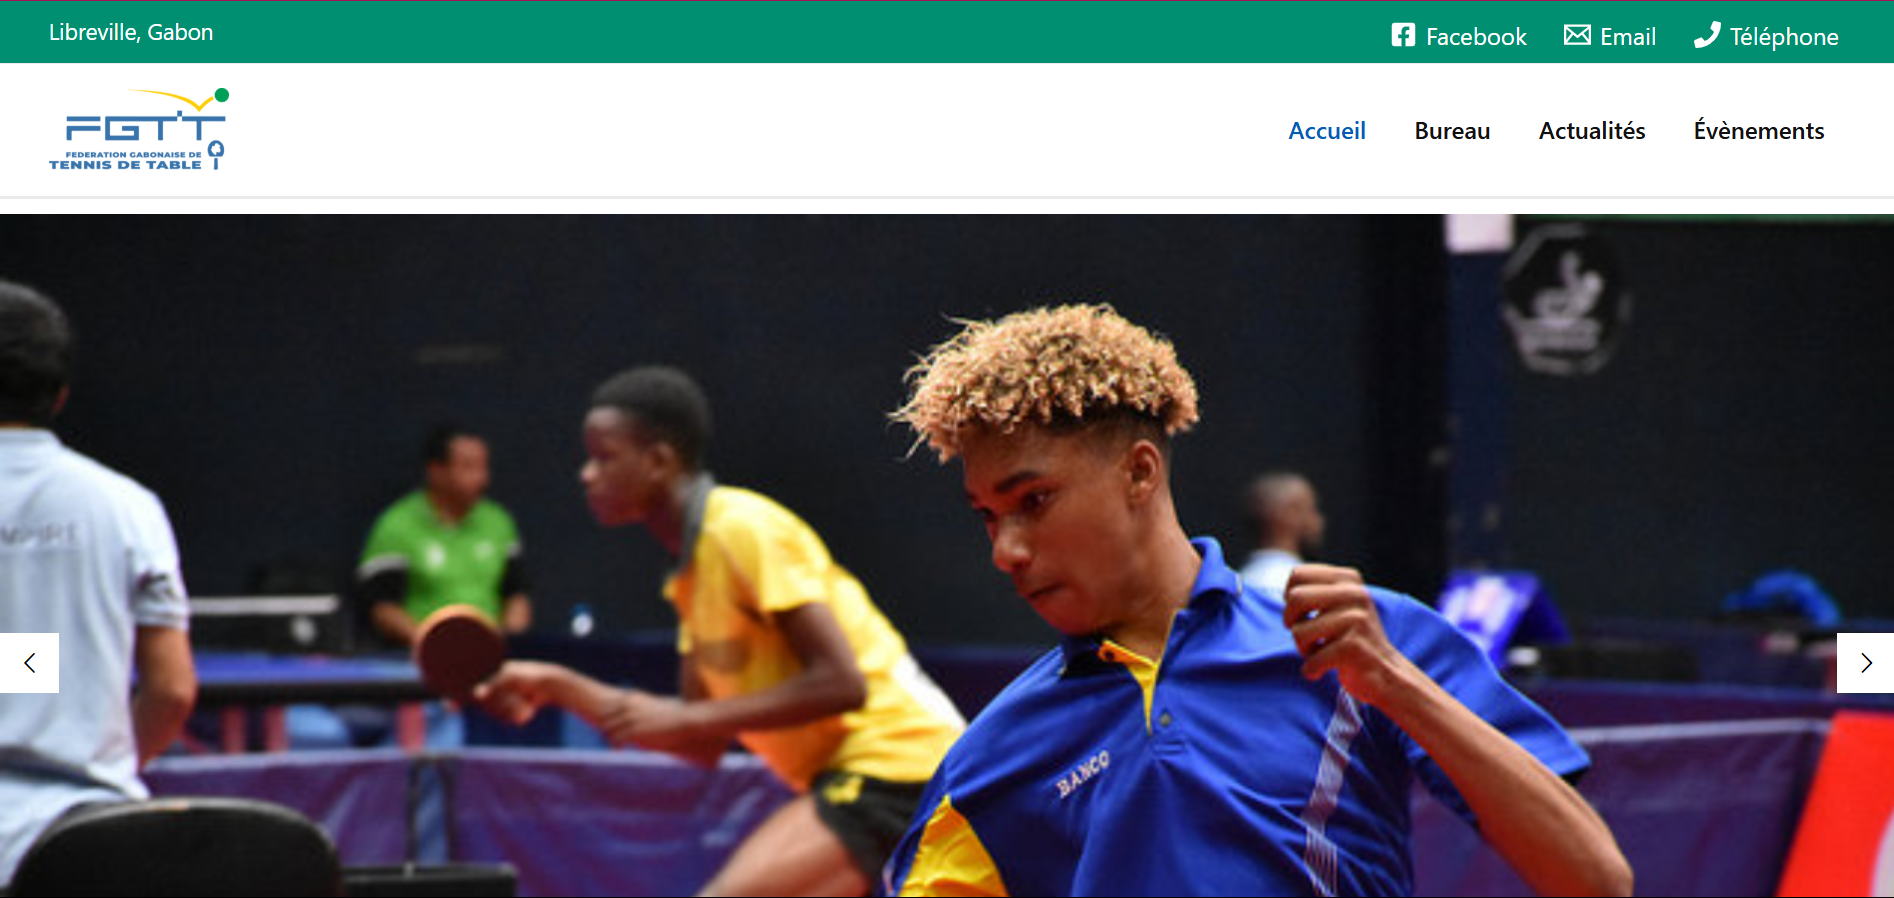 Libreville, Gabon
Facebook
Email
Téléphone
FGTT
FEDERATION GABONAISE DE
TENNIS DE TABLE
Accueil
Bureau
Actualités
Évènements
BANCO